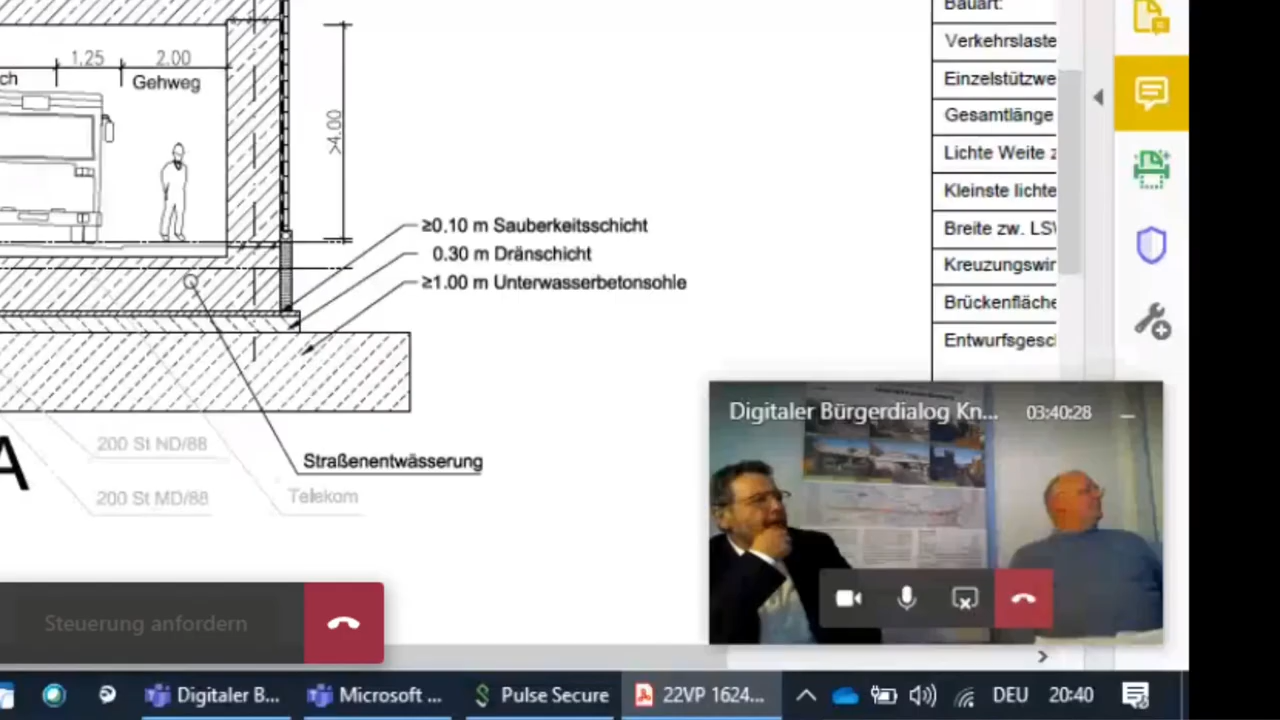 Bauart:
Verkehrslaste
Einzelstützwe
Gesamtlänge
Lichte Weite z
Kleinste lichte
Breite zw. LS
Kreuzungswin
Brückenfläche
Entwurfsgesc
1.25 2.00
ch Gehweg
>4.00
≥0.10 m Sauberkeitsschicht
0.30 m Dränschicht
≥1.00 m Unterwasserbetonsohle
A
200 St ND/88
200 St MD/88
Straßenentwässerung
Telekom
Digitaler Bürgerdialog Kn... 03:40:28
Steuerung anfordern
Digitaler B... Microsoft ... Pulse Secure 22VP 1624... DEU 20:40